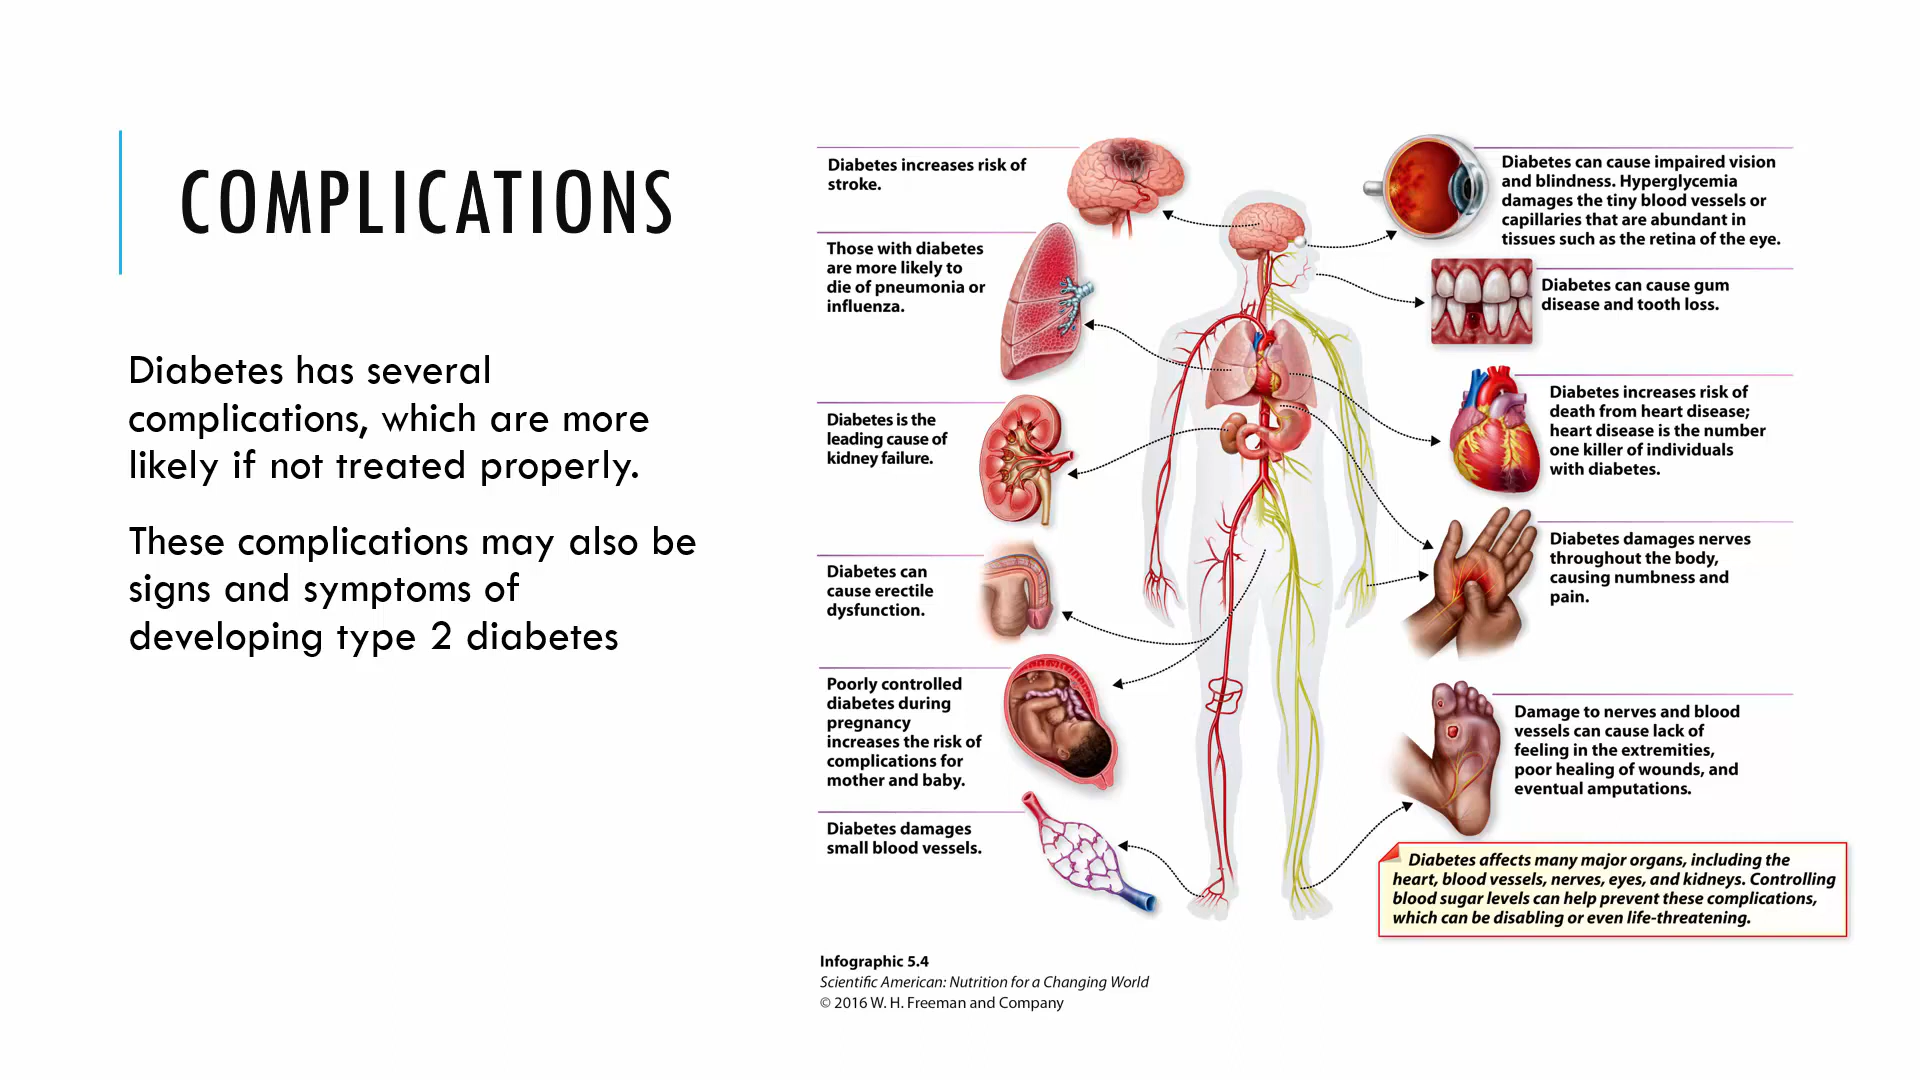 COMPLICATIONS
Diabetes has several
complications, which are more
likely if not treated properly.
These complications may also be
signs and symptoms of
developing type 2 diabetes
Diabetes increases risk of
stroke.
Those with diabetes
are more likely to
die of pneumonia or
influenza.
Diabetes is the
leading cause of
kidney failure.
Diabetes can
cause erectile
dysfunction.
Poorly controlled
diabetes during
pregnancy
increases the risk of
complications for
mother and baby.
Diabetes damages
small blood vessels.
Diabetes can cause impaired vision
and blindness. Hyperglycemia
damages the tiny blood vessels or
capillaries that are abundant in
tissues such as the retina of the eye.
Diabetes can cause gum
disease and tooth loss.
Diabetes increases risk of
death from heart disease;
heart disease is the number
one killer of individuals
with diabetes.
Diabetes damages nerves
throughout the body,
causing numbness and
pain.
Damage to nerves and blood
vessels can cause lack of
feeling in the extremities,
poor healing of wounds, and
eventual amputations.
Diabetes affects many major organs, including the
heart, blood vessels, nerves, eyes, and kidneys. Controlling
blood sugar levels can help prevent these complications,
which can be disabling or even life-threatening.
Infographic 5.4
Scientific American: Nutrition for a Changing World
© 2016 W. H. Freeman and Company